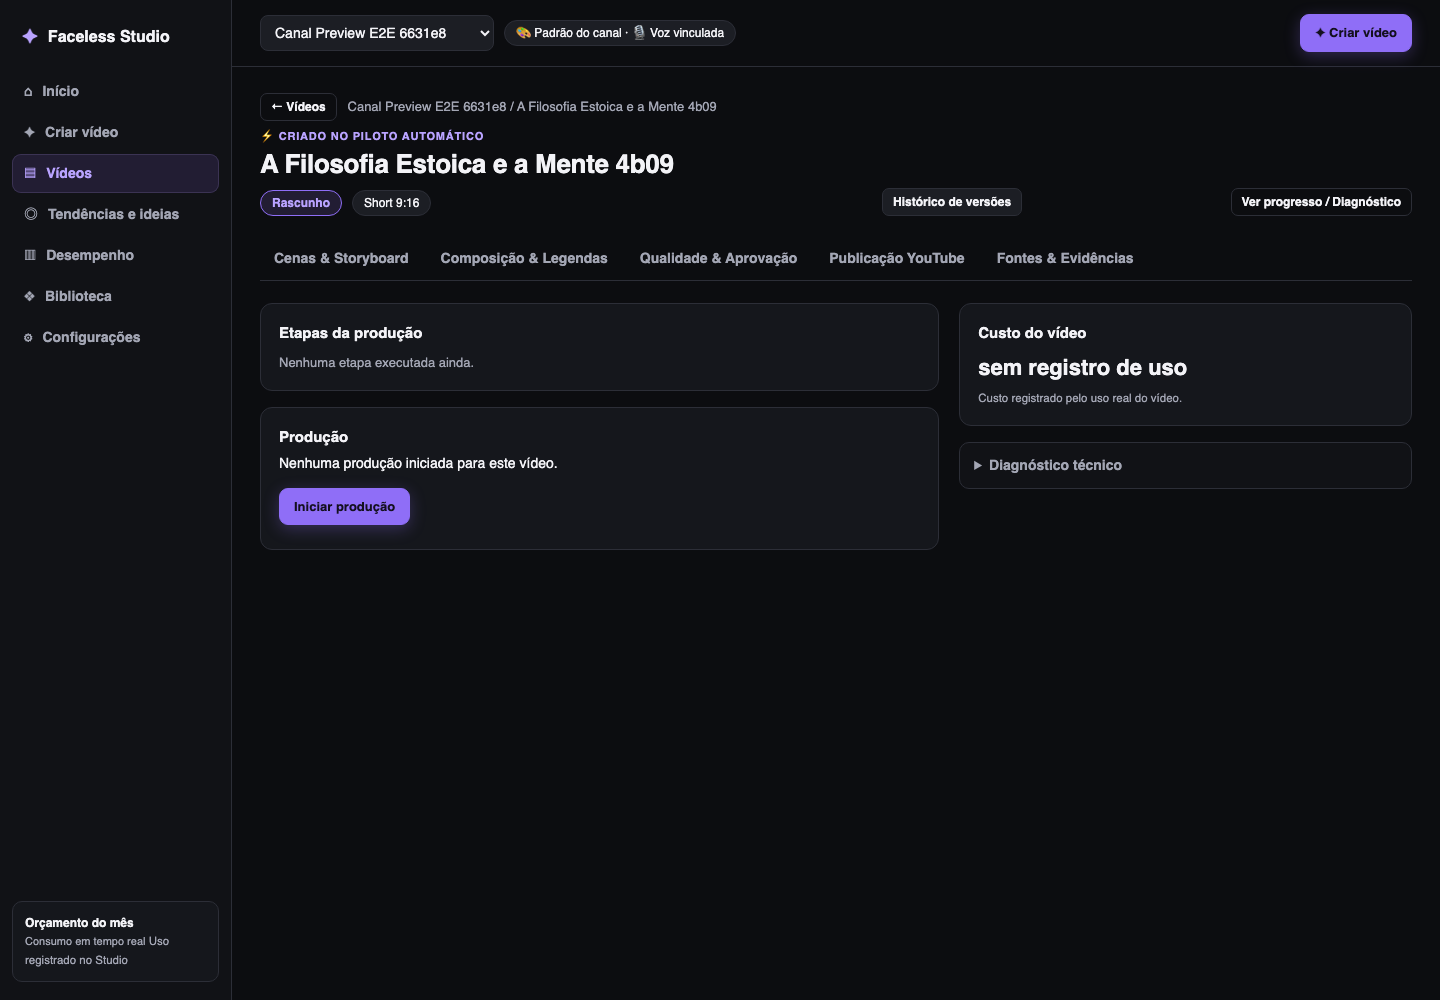 Faceless Studio
Início
Criar vídeo
Vídeos
Tendências e ideias
Desempenho
Biblioteca
Configurações
Orçamento do mês
Consumo em tempo real Uso
registrado no Studio
Canal Preview E2E 6631e8
Padrão do canal · Voz vinculada
Criar vídeo
← Vídeos
Canal Preview E2E 6631e8 / A Filosofia Estoica e a Mente 4b09
CRIADO NO PILOTO AUTOMÁTICO
A Filosofia Estoica e a Mente 4b09
Rascunho
Short 9:16
Histórico de versões
Ver progresso / Diagnóstico
Cenas & Storyboard
Composição & Legendas
Qualidade & Aprovação
Publicação YouTube
Fontes & Evidências
Etapas da produção
Nenhuma etapa executada ainda.
Produção
Nenhuma produção iniciada para este vídeo.
Iniciar produção
Custo do vídeo
sem registro de uso
Custo registrado pelo uso real do vídeo.
Diagnóstico técnico